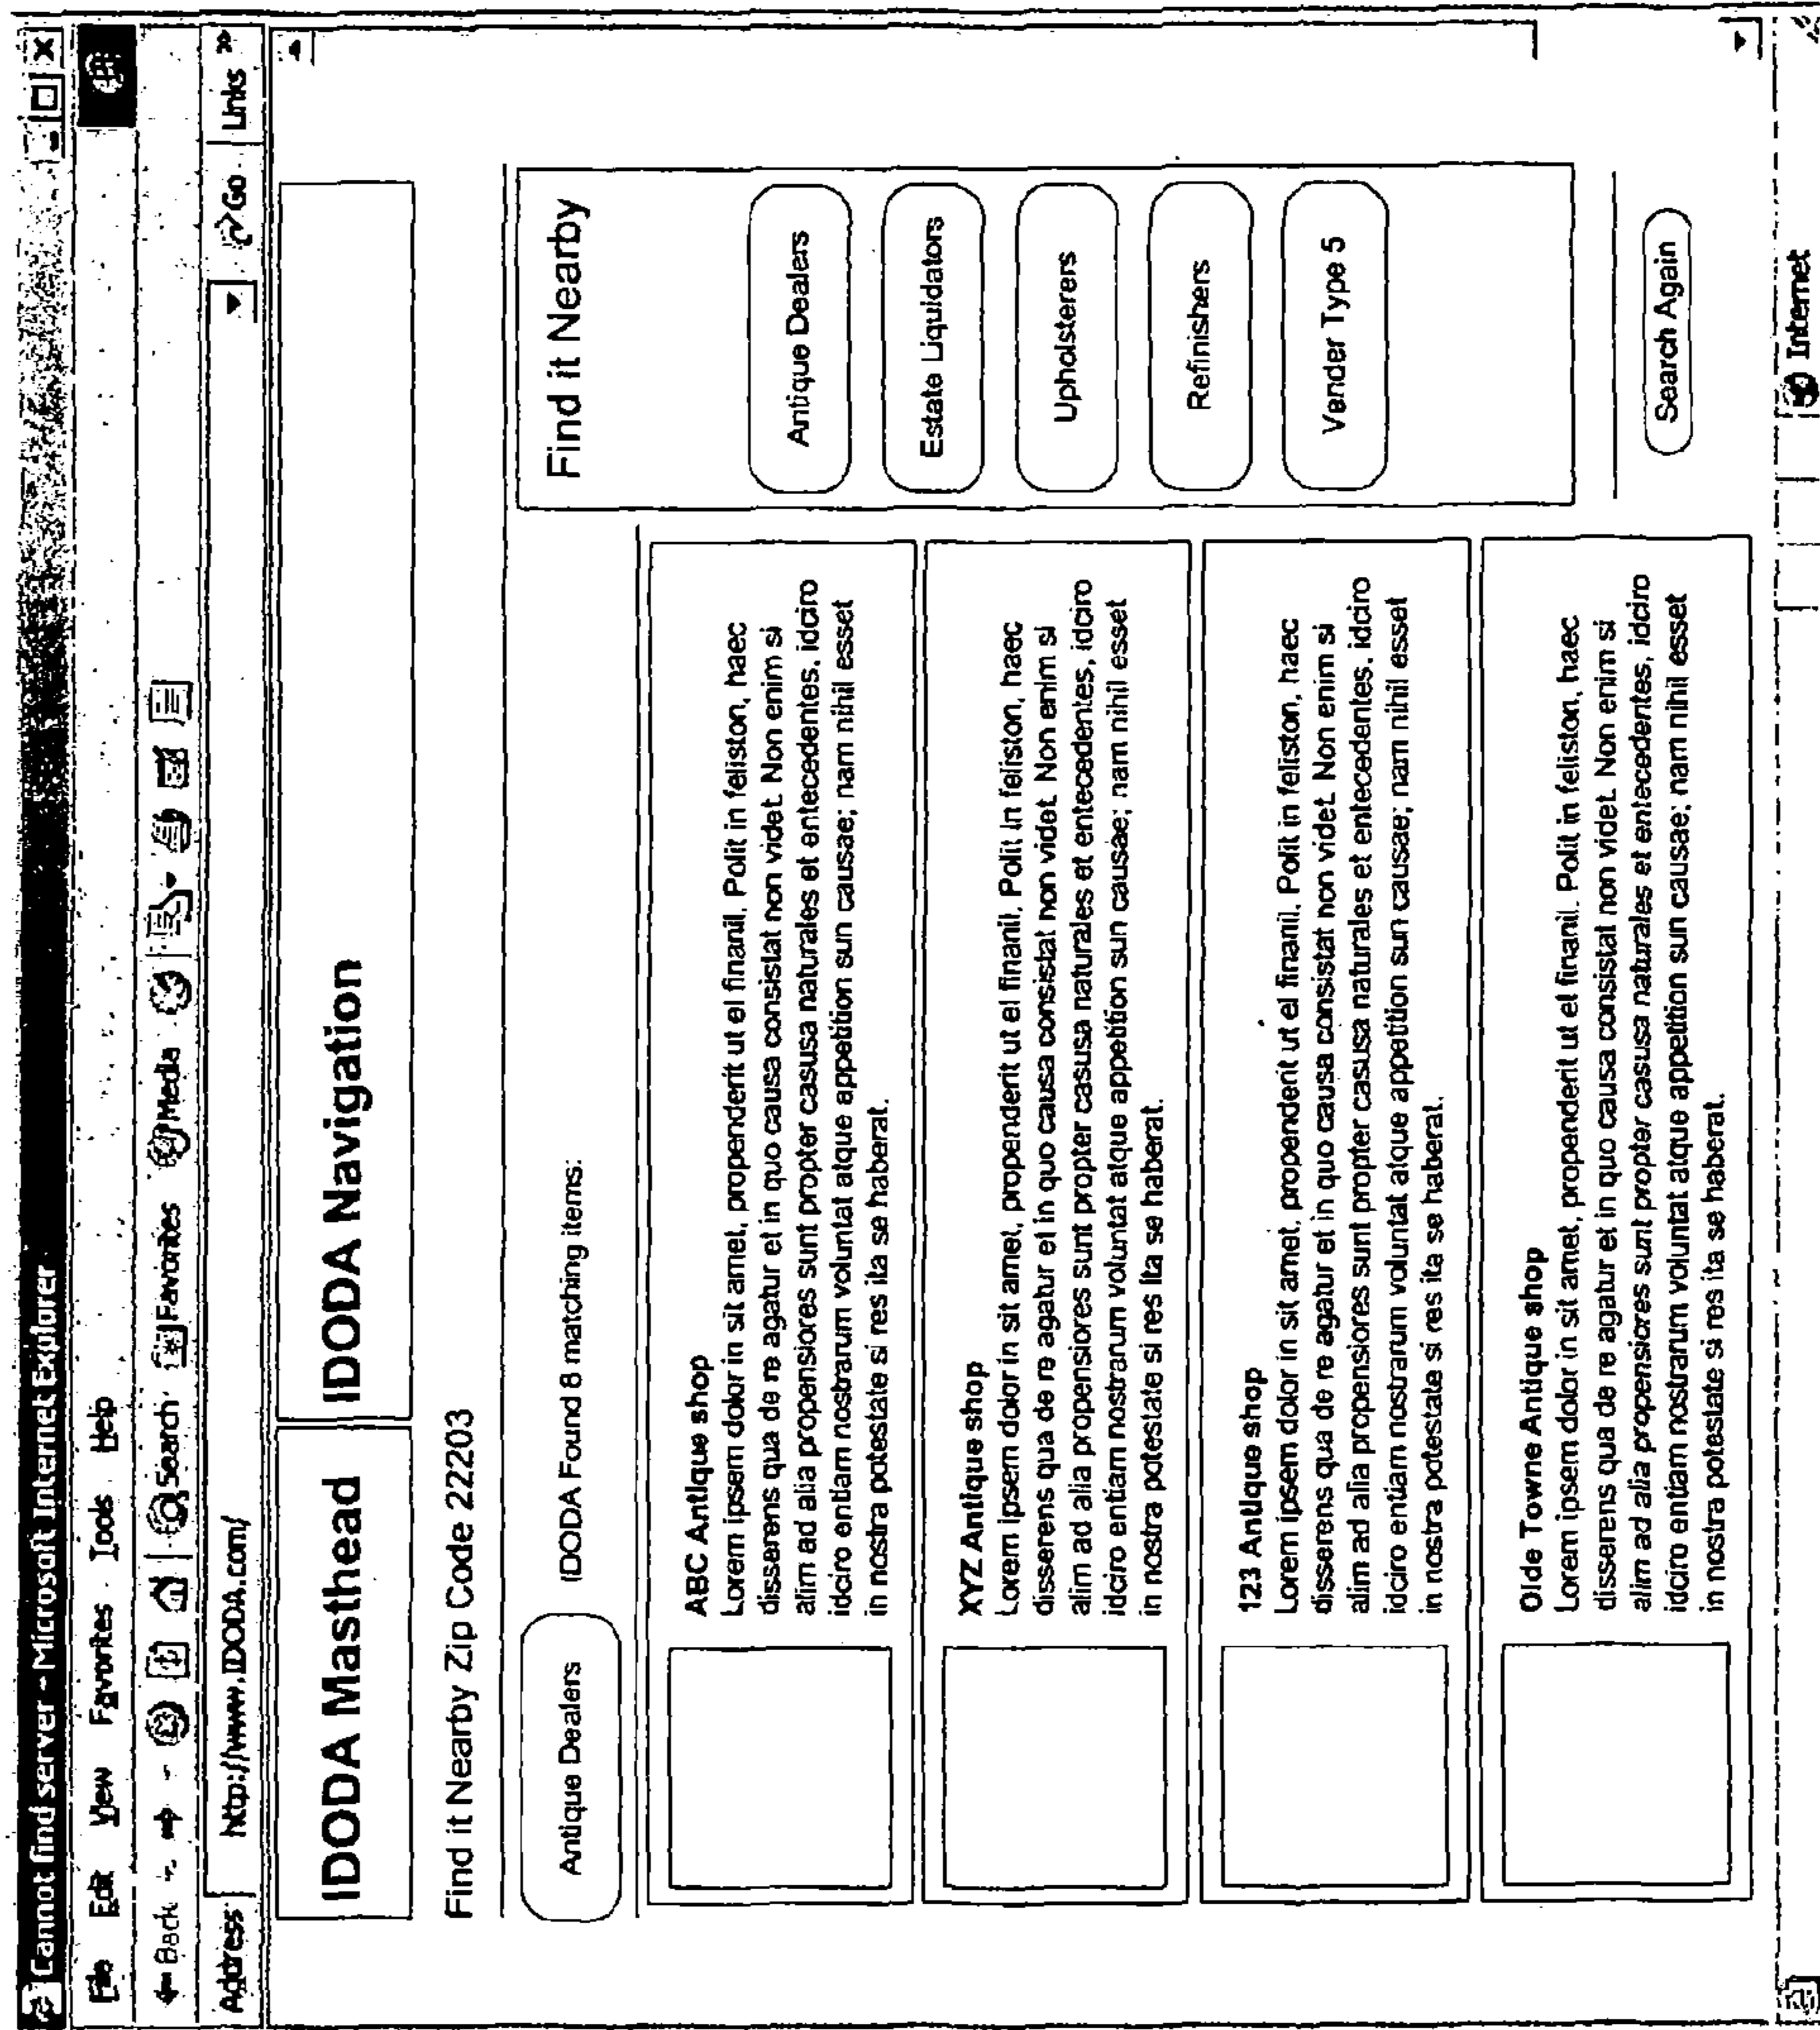 Cannot find server - Microsoft Internet Explorer
File Edit View Favorites Tools Help
Back Search Favorites Media
Address http://www.IDODA.com/ Go Links »
IDODA Masthead IDODA Navigation
Find it Nearby Zip Code 22203
Antique Dealers IDODA Found 8 matching items:
ABC Antique shop
Lorem ipsem dolor in sit amet, propenderit ut el finanil. Polit in feliston, haec
disserens qua de re agatur et in quo causa consistat non videt. Non enim si
alim ad alia propensiores sunt propter casusa naturales et entecedentes, idciro
idciro entiam nostrarum voluntat atque appetition sun causae; nam nihil esset
in nostra potestate si res ita se haberat.
XYZ Antique shop
Lorem ipsem dolor in sit amet, propenderit ut el finanil. Polit in feliston, haec
disserens qua de re agatur et in quo causa consistat non videt. Non enim si
alim ad alia propensiores sunt propter casusa naturales et entecedentes, idciro
idciro entiam nostrarum voluntat atque appetition sun causae; nam nihil esset
in nostra potestate si res ita se haberat.
123 Antique shop
Lorem ipsem dolor in sit amet, propenderit ut el finanil. Polit in feliston, haec
disserens qua de re agatur et in quo causa consistat non videt. Non enim si
alim ad alia propensiores sunt propter casusa naturales et entecedentes, idciro
idciro entiam nostrarum voluntat atque appetition sun causae; nam nihil esset
in nostra potestate si res ita se haberat.
Olde Towne Antique shop
Lorem ipsem dolor in sit amet, propenderit ut el finanil. Polit in feliston, haec
disserens qua de re agatur et in quo causa consistat non videt. Non enim si
alim ad alia propensiores sunt propter casusa naturales et entecedentes, idciro
idciro entiam nostrarum voluntat atque appetition sun causae; nam nihil esset
in nostra potestate si res ita se haberat.
Find it Nearby
Antique Dealers
Estate Liquidators
Upholsterers
Refinishers
Vender Type 5
Search Again
Internet